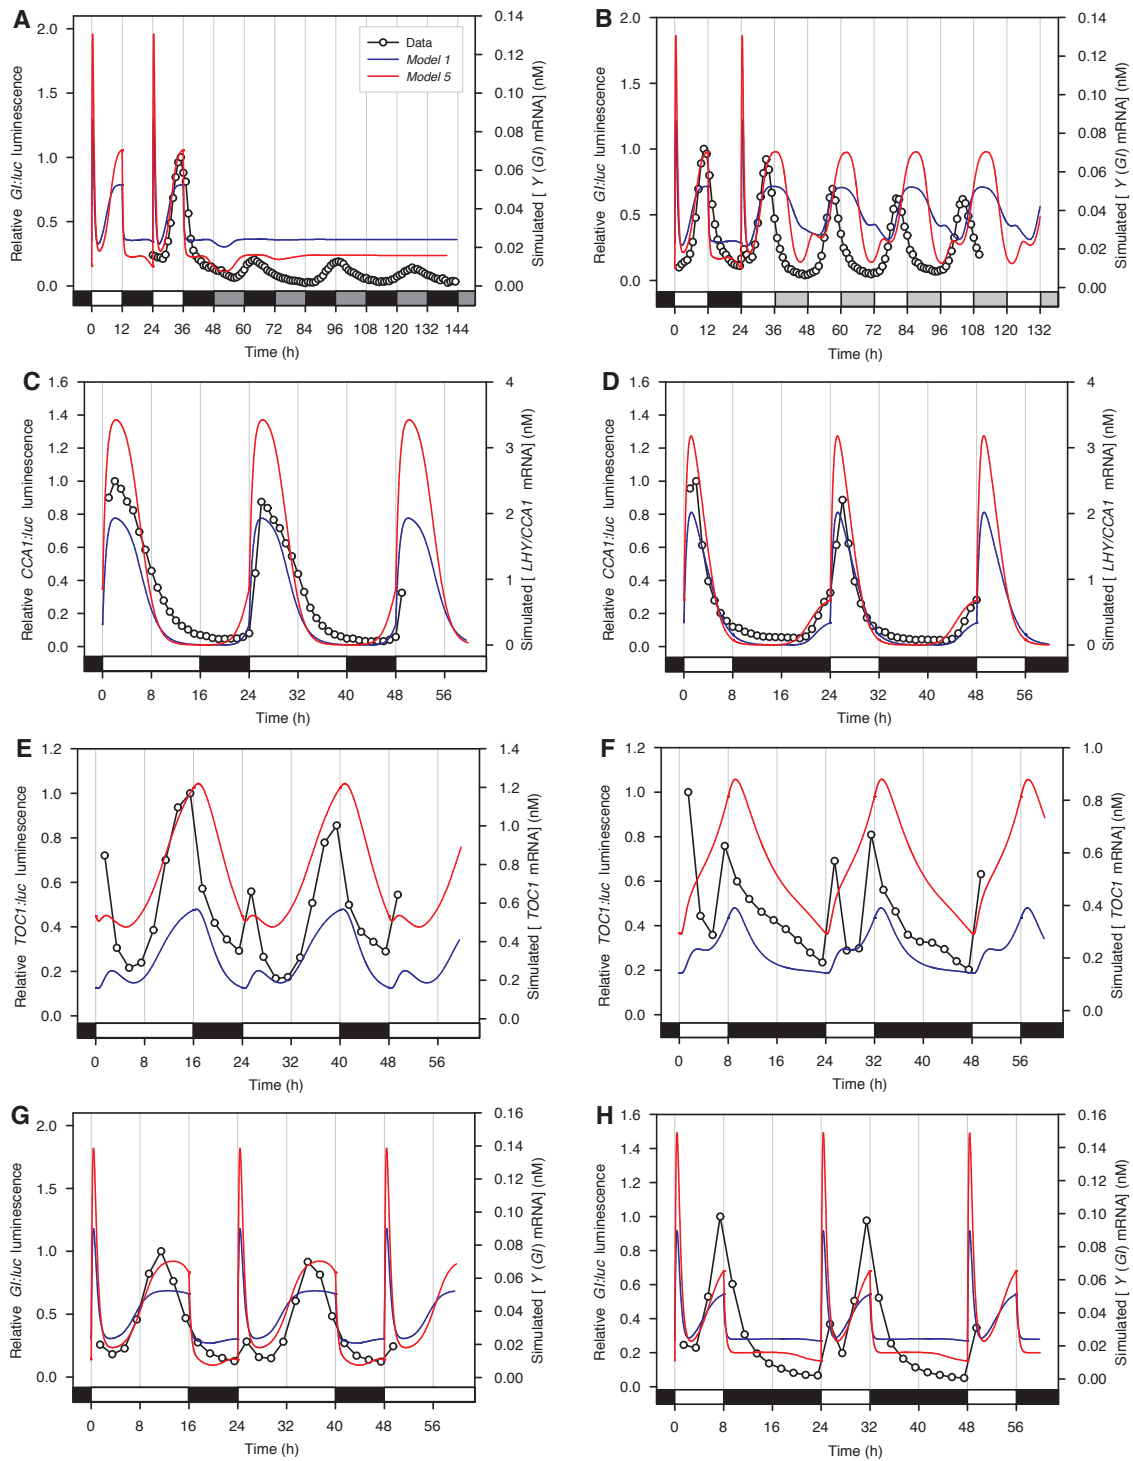 A
Relative GI:luc luminescence
2.0
1.5
1.0
0.5
0.0
Data
Model 1
Model 5
0.14
0.12
0.10
0.08
0.06
0.04
0.02
0.00
Simulated [ Y (GI) mRNA] (nM)
0 12 24 36 48 60 72 84 96 108 120 132 144
Time (h)
B
Relative GI:luc luminescence
2.0
1.5
1.0
0.5
0.0
0.14
0.12
0.10
0.08
0.06
0.04
0.02
0.00
Simulated [ Y (GI) mRNA] (nM)
0 12 24 36 48 60 72 84 96 108 120 132
Time (h)
C
Relative CCA1:luc luminescence
1.6
1.4
1.2
1.0
0.8
0.6
0.4
0.2
0.0
4
3
2
1
0
Simulated [ LHY/CCA1 mRNA] (nM)
0 8 16 24 32 40 48 56
Time (h)
D
Relative CCA1:luc luminescence
1.6
1.4
1.2
1.0
0.8
0.6
0.4
0.2
0.0
4
3
2
1
0
Simulated [ LHY/CCA1 mRNA] (nM)
0 8 16 24 32 40 48 56
Time (h)
E
Relative TOC1:luc luminescence
1.2
1.0
0.8
0.6
0.4
0.2
0.0
1.4
1.2
1.0
0.8
0.6
0.4
0.2
0.0
Simulated [ TOC1 mRNA] (nM)
0 8 16 24 32 40 48 56
Time (h)
F
Relative TOC1:luc luminescence
1.2
1.0
0.8
0.6
0.4
0.2
0.0
1.0
0.8
0.6
0.4
0.2
0.0
Simulated [ TOC1 mRNA] (nM)
0 8 16 24 32 40 48 56
Time (h)
G
Relative GI:luc luminescence
2.0
1.5
1.0
0.5
0.0
0.16
0.14
0.12
0.10
0.08
0.06
0.04
0.02
0.00
Simulated [ Y (GI) mRNA] (nM)
0 8 16 24 32 40 48 56
Time (h)
H
Relative GI:luc luminescence
1.6
1.4
1.2
1.0
0.8
0.6
0.4
0.2
0.0
0.16
0.14
0.12
0.10
0.08
0.06
0.04
0.02
0.00
Simulated [ Y (GI) mRNA] (nM)
0 8 16 24 32 40 48 56
Time (h)